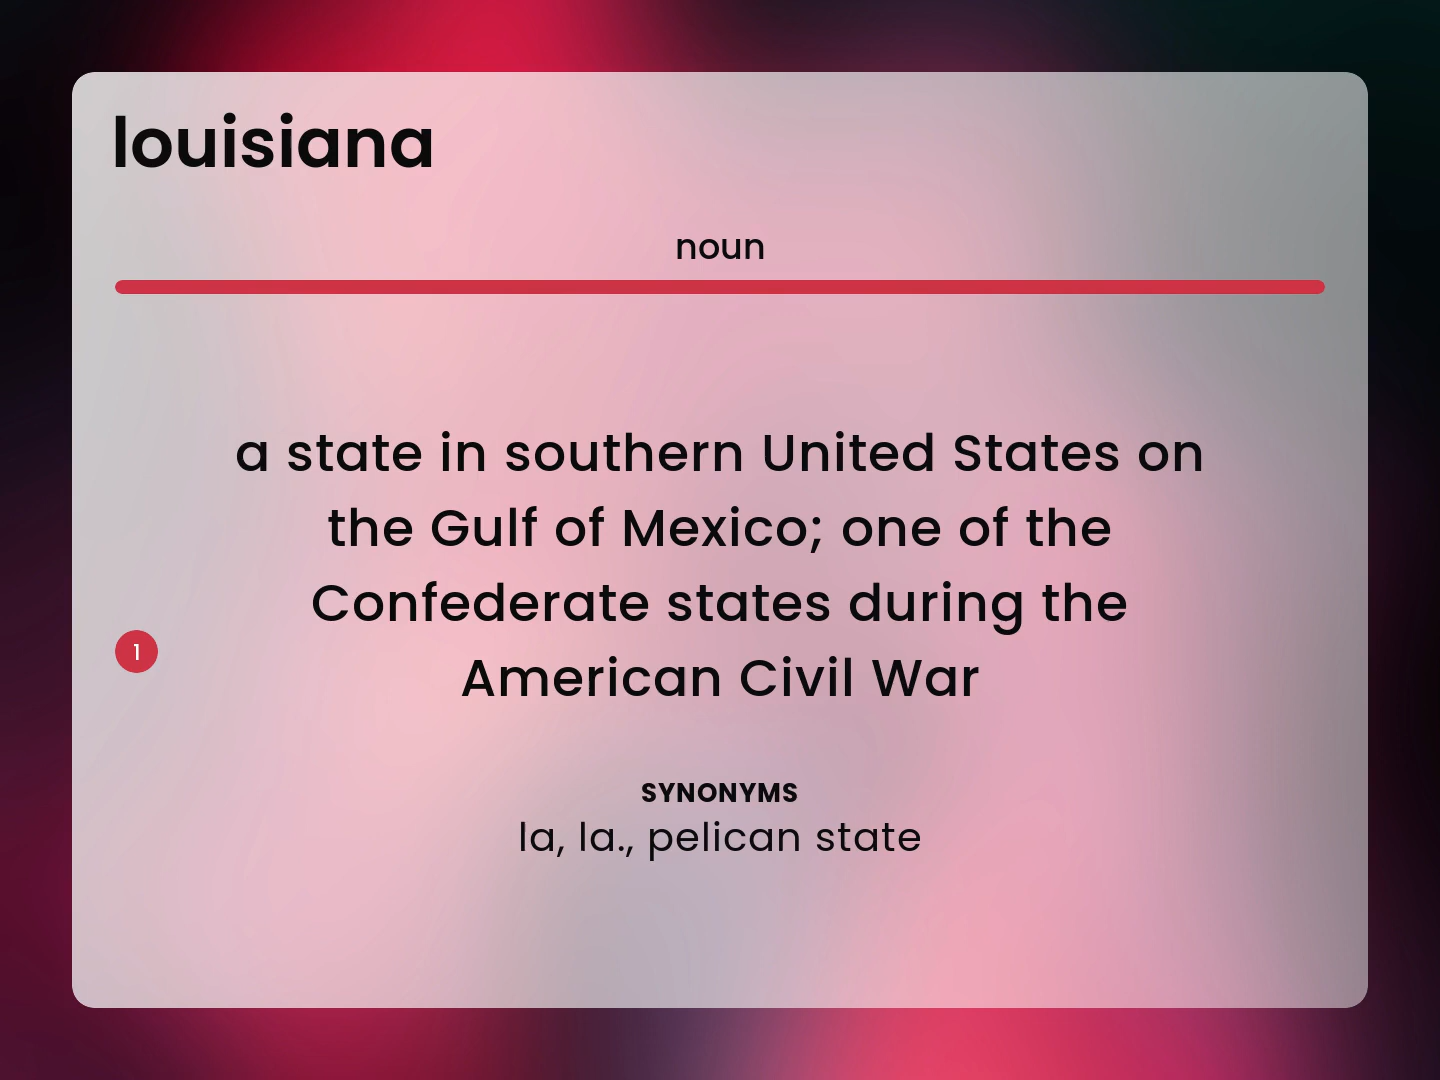 louisiana
noun
a state in southern United States on
the Gulf of Mexico; one of the
Confederate states during the
1
American Civil War
SYNONYMS
la, la., pelican state